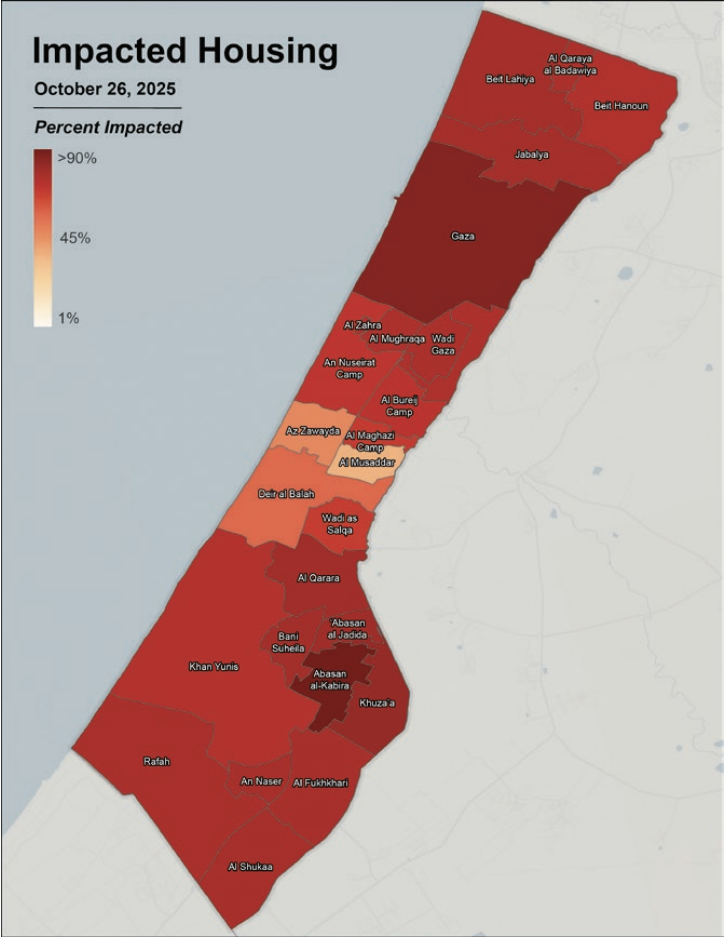 Impacted Housing
October 26, 2025
Percent Impacted
>90%
45%
1%
Al Qaraya
al Badawiya
Beit Lahiya
Beit Hanoun
Jabalya
Gaza
Al Zahra
Al Mughraqa
Wadi
Gaza
An Nuseirat
Camp
Al Bureij
Camp
Az Zawayda
Al Maghazi
Camp
Al Musaddar
Deir al Balah
Wadi as
Salqa
Al Qarara
'Abasan
al Jadida
Bani
Suheila
Khan Yunis
Abasan
al-Kabira
Khuza'a
Rafah
An Naser
Al Fukhkhari
Al Shukaa